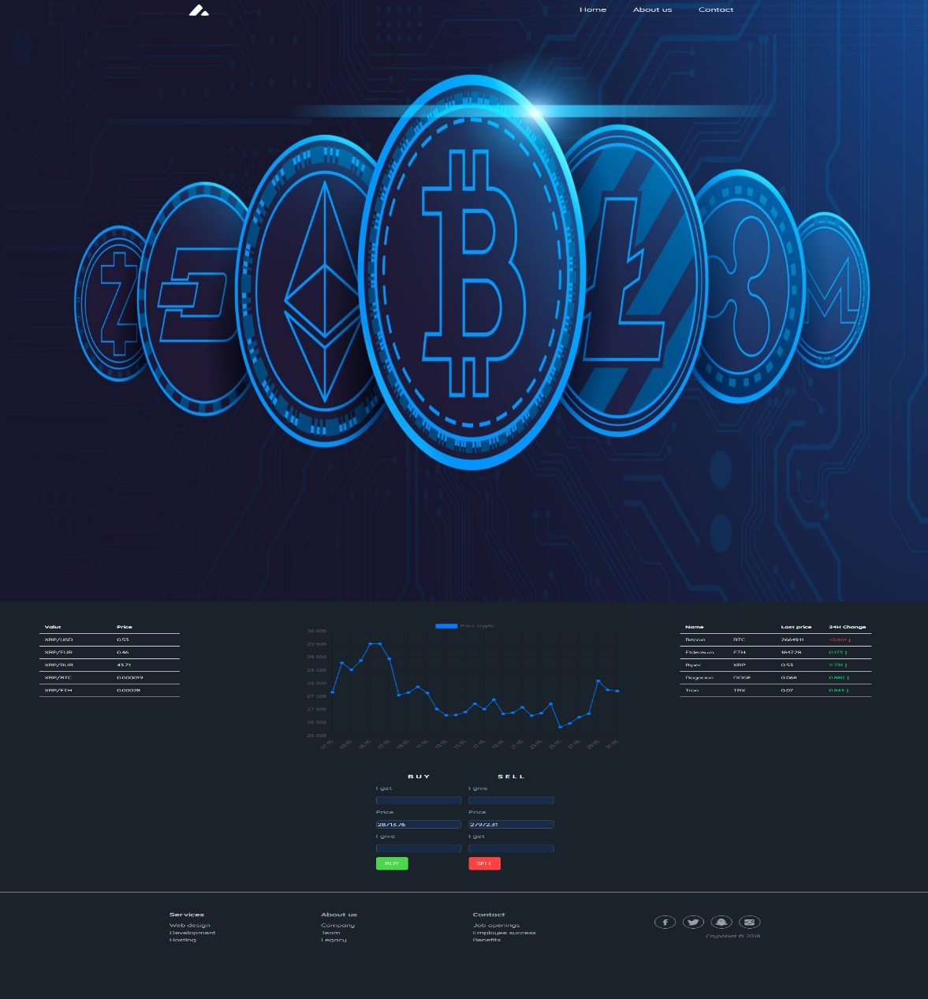 Home About us Contact
Valut Price
XRP/USD 0.53
XRP/EUR 0.46
XRP/RUR 43.71
XRP/BTC 0.000019
XRP/ETH 0.00028
Price crypto
30 000
29 500
29 000
28 500
28 000
27 500
27 000
26 500
26 000
01.05 03.05 05.05 07.05 09.05 11.05 13.05 15.05 17.05 19.05 21.05 23.05 25.05 27.05 29.05 31.05
Name Last price 24H Change
Bitcoin BTC 26649.11 -0.801 ↓
Etdereum ETH 1847.28 0.173 ↑
Riper XRP 0.53 2.731 ↑
Dogecion DOGE 0.068 0.880 ↑
Tron TRX 0.07 0.843 ↑
BUY SELL
I get I give
Price Price
28713.76 27972.31
I give I get
BUY SELL
Services
Web design
Development
Hosting
About us
Company
Team
Legacy
Contact
Job openings
Employee success
Benefits
CrypoNet © 2018